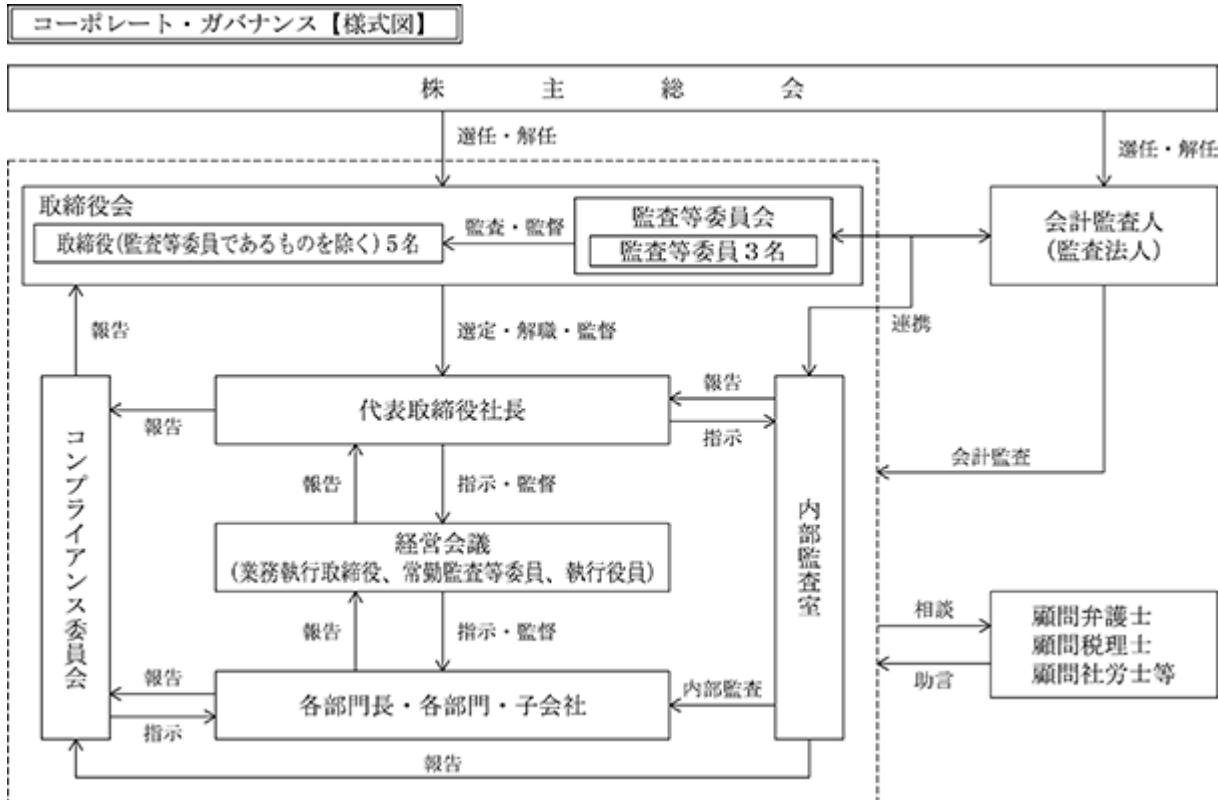 コーポレート・ガバナンス【様式図】
株主総会
選任・解任
選任・解任
取締役会
取締役(監査等委員であるものを除く)5名
監査・監督
監査等委員会
監査等委員3名
会計監査人
(監査法人)
報告
選定・解職・監督
連携
代表取締役社長
報告
報告
指示
報告
指示・監督
会計監査
コンプライアンス委員会
内部監査室
経営会議
(業務執行取締役、常勤監査等委員、執行役員)
報告
指示・監督
相談
助言
顧問弁護士
顧問税理士
顧問社労士等
報告
指示
各部門長・各部門・子会社
内部監査
報告